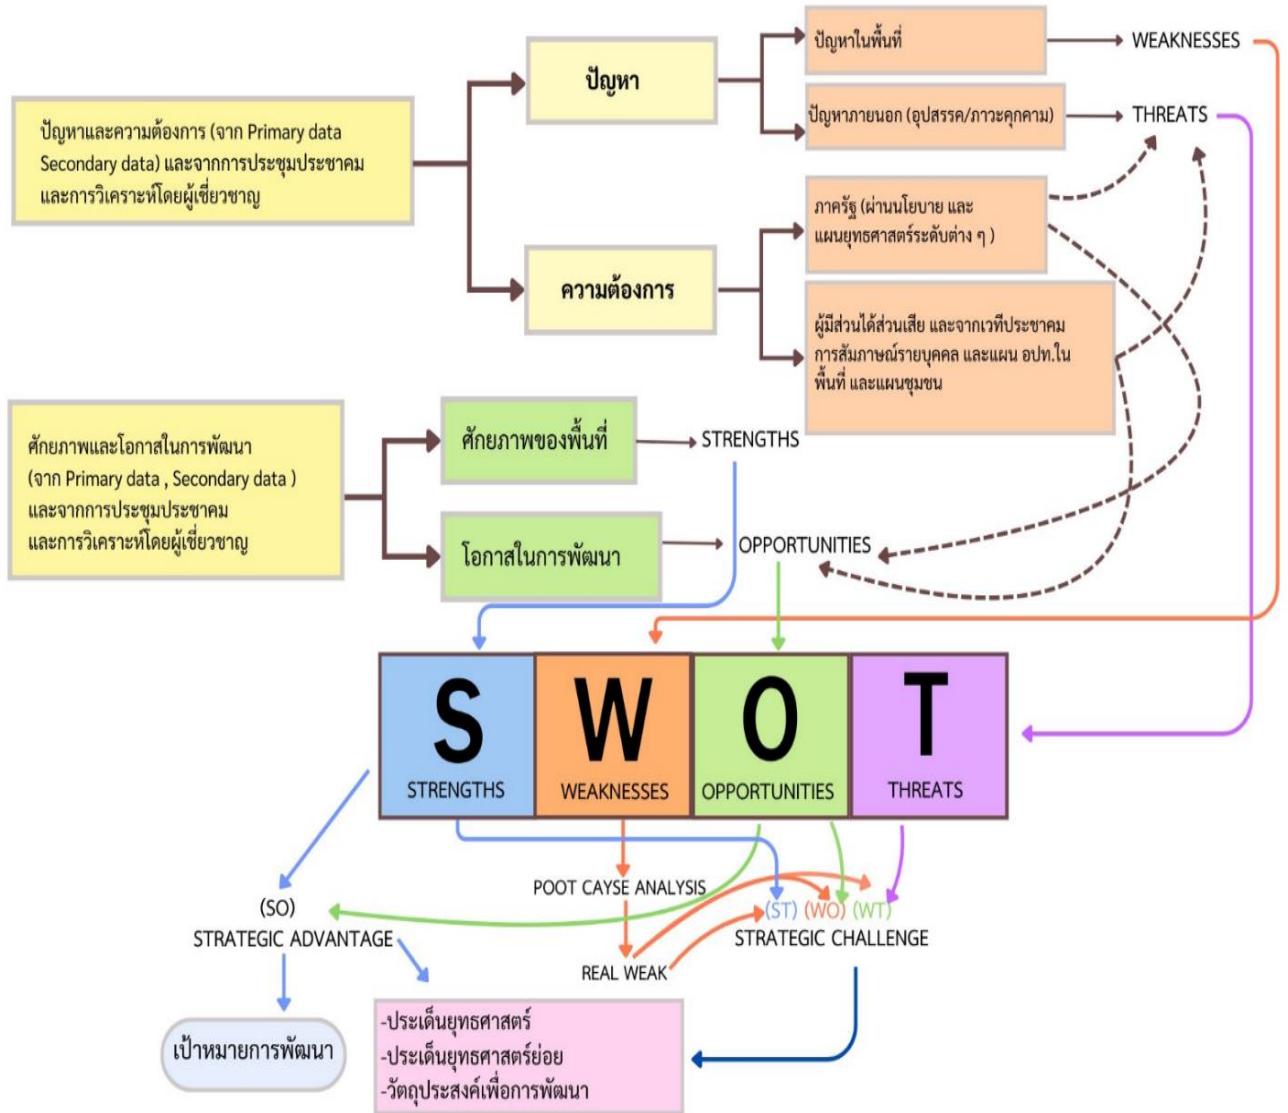 ปัญหาและความต้องการ (จาก Primary data
Secondary data) และจากการประชุมประชาคม
และการวิเคราะห์โดยผู้เชี่ยวชาญ
ปัญหา
ความต้องการ
ปัญหาในพื้นที่
WEAKNESSES
ปัญหาภายนอก (อุปสรรค/ภาวะคุกคาม)
THREATS
ภาครัฐ (ผ่านนโยบาย และ
แผนยุทธศาสตร์ระดับต่าง ๆ )
ผู้มีส่วนได้ส่วนเสีย และจากเวทีประชาคม
การสัมภาษณ์รายบุคคล และแผน อปท.ใน
พื้นที่ และแผนชุมชน
ศักยภาพและโอกาสในการพัฒนา
(จาก Primary data , Secondary data )
และจากการประชุมประชาคม
และการวิเคราะห์โดยผู้เชี่ยวชาญ
ศักยภาพของพื้นที่
STRENGTHS
โอกาสในการพัฒนา
OPPORTUNITIES
S W O T
STRENGTHS WEAKNESSES OPPORTUNITIES THREATS
POOT CAYSE ANALYSIS
(SO)
STRATEGIC ADVANTAGE
(ST) (WO) (WT)
STRATEGIC CHALLENGE
REAL WEAK
เป้าหมายการพัฒนา
-ประเด็นยุทธศาสตร์
-ประเด็นยุทธศาสตร์ย่อย
-วัตถุประสงค์เพื่อการพัฒนา